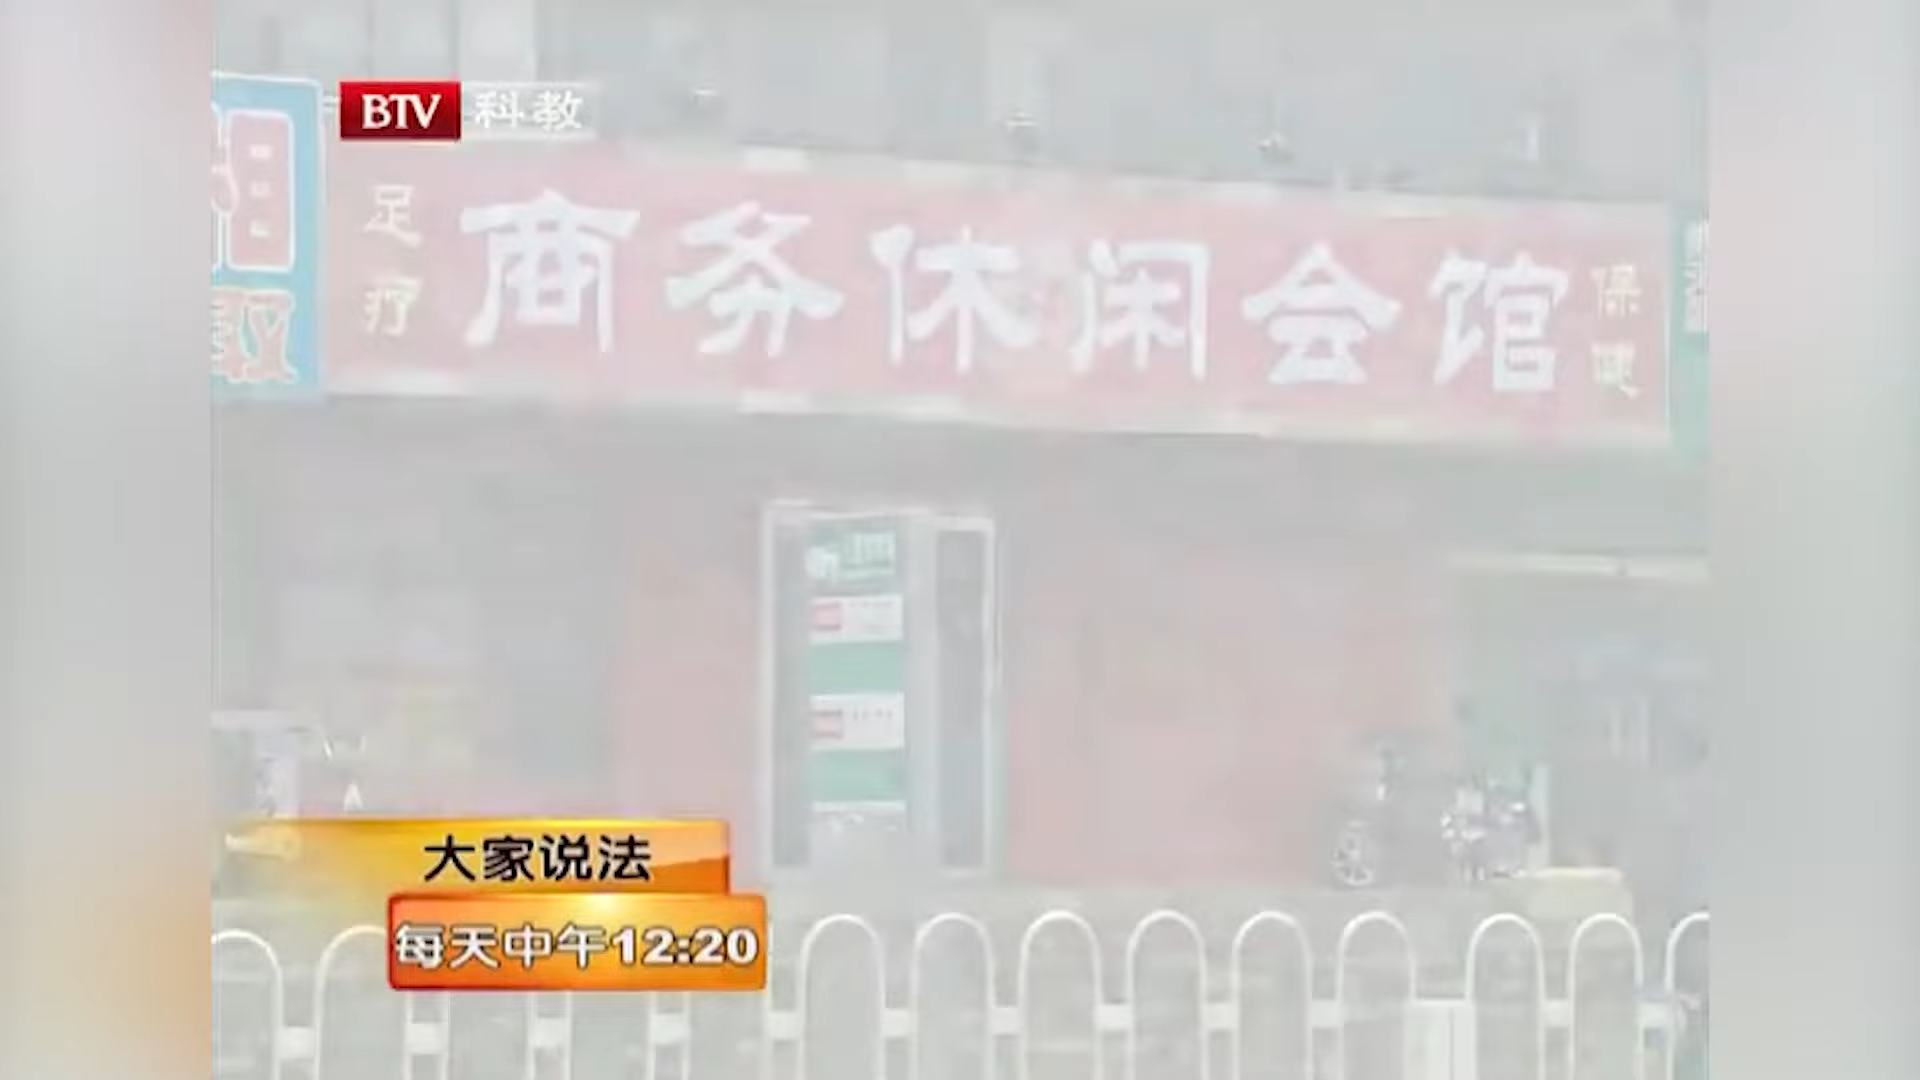 BTV 科教
足疗
商务休闲会馆
保健
大家说法
每天中午12:20